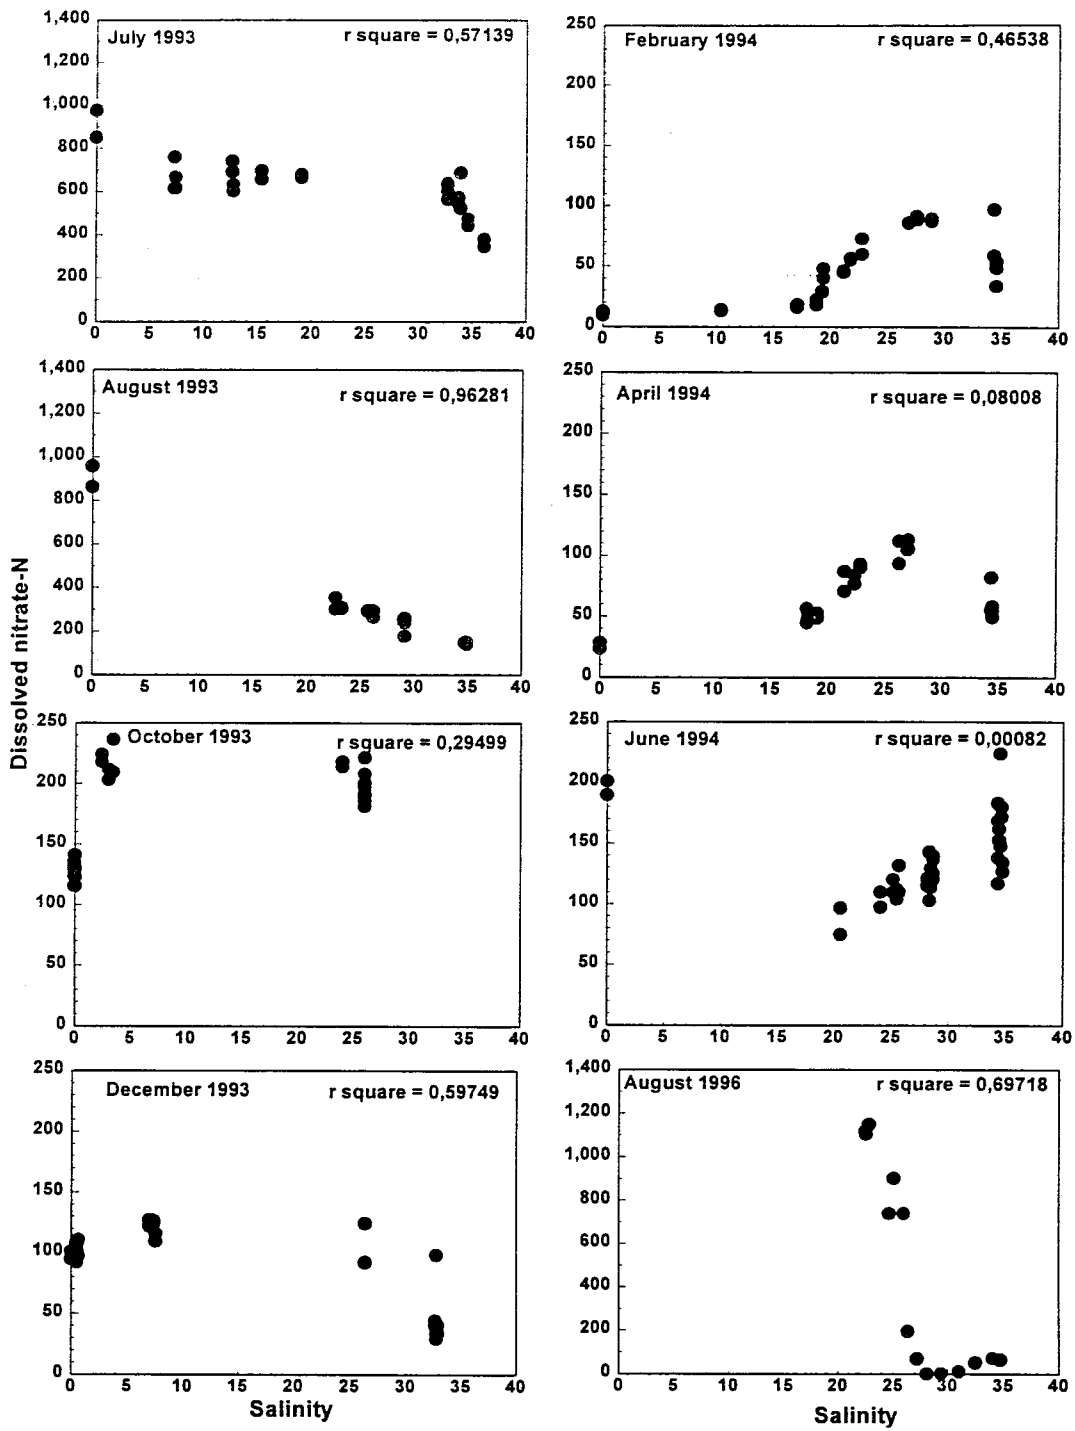 Dissolved nitrate-N
1,400
1,200
1,000
800
600
400
200
0
July 1993
r square = 0,57139
0 5 10 15 20 25 30 35 40
250
200
150
100
50
0
February 1994
r square = 0,46538
0 5 10 15 20 25 30 35 40
1,400
1,200
1,000
800
600
400
200
0
August 1993
r square = 0,96281
0 5 10 15 20 25 30 35 40
250
200
150
100
50
0
April 1994
r square = 0,08008
0 5 10 15 20 25 30 35 40
250
200
150
100
50
0
October 1993
r square = 0,29499
0 5 10 15 20 25 30 35 40
250
200
150
100
50
0
June 1994
r square = 0,00082
0 5 10 15 20 25 30 35 40
250
200
150
100
50
0
December 1993
r square = 0,59749
0 5 10 15 20 25 30 35 40
Salinity
1,400
1,200
1,000
800
600
400
200
0
August 1996
r square = 0,69718
0 5 10 15 20 25 30 35 40
Salinity